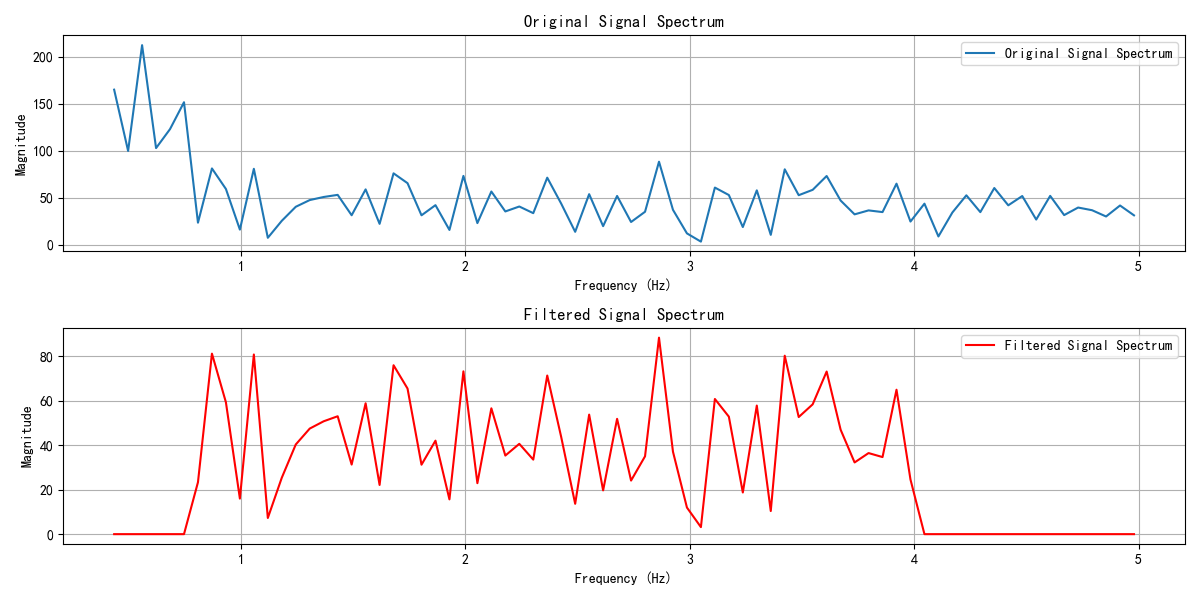 Original Signal Spectrum
Original Signal Spectrum
Magnitude
200
150
100
50
0
1 2 3 4 5
Frequency (Hz)
Filtered Signal Spectrum
Filtered Signal Spectrum
Magnitude
80
60
40
20
0
1 2 3 4 5
Frequency (Hz)